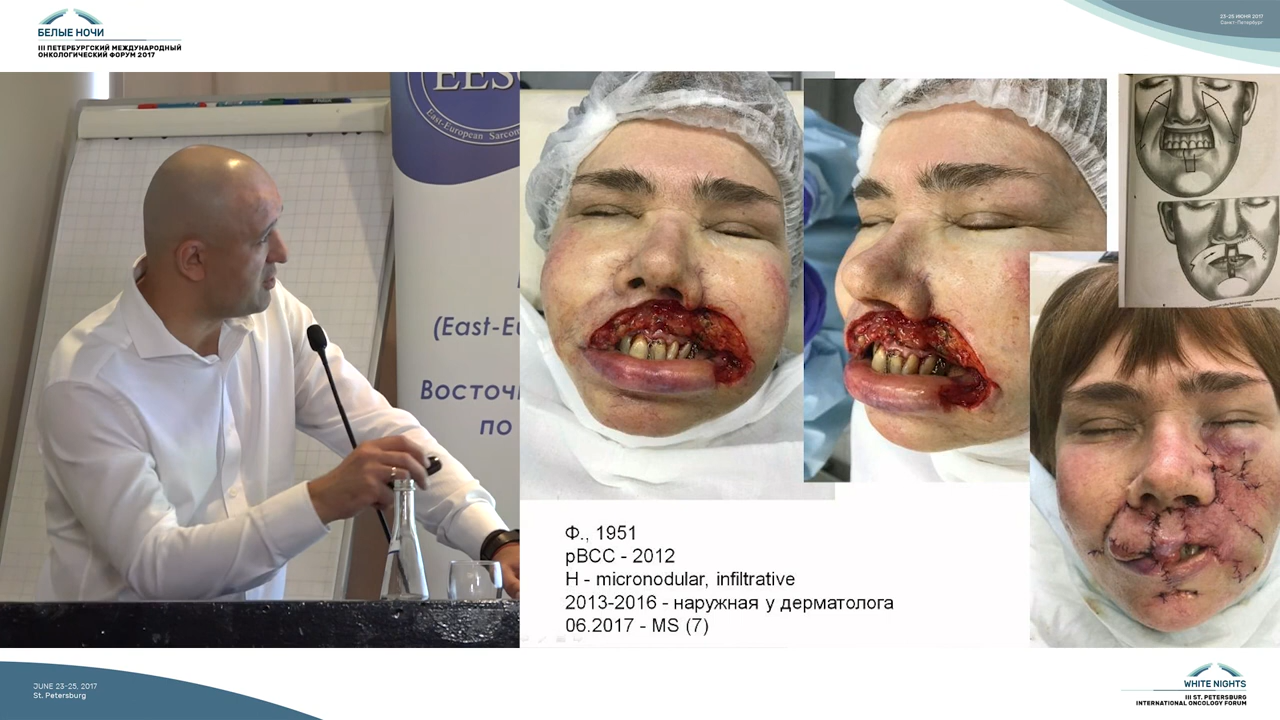 БЕЛЫЕ НОЧИ
III ПЕТЕРБУРГСКИЙ МЕЖДУНАРОДНЫЙ
ОНКОЛОГИЧЕСКИЙ ФОРУМ 2017
23-25 ИЮНЯ 2017
Санкт-Петербург
EES
East-European Sarcom
(East-Eu
Восточн
по
Ф., 1951
pBCC - 2012
H - micronodular, infiltrative
2013-2016 - наружная у дерматолога
06.2017 - MS (7)
JUNE 23-25, 2017
St. Petersburg
WHITE NIGHTS
III ST. PETERSBURG
INTERNATIONAL ONCOLOGY FORUM